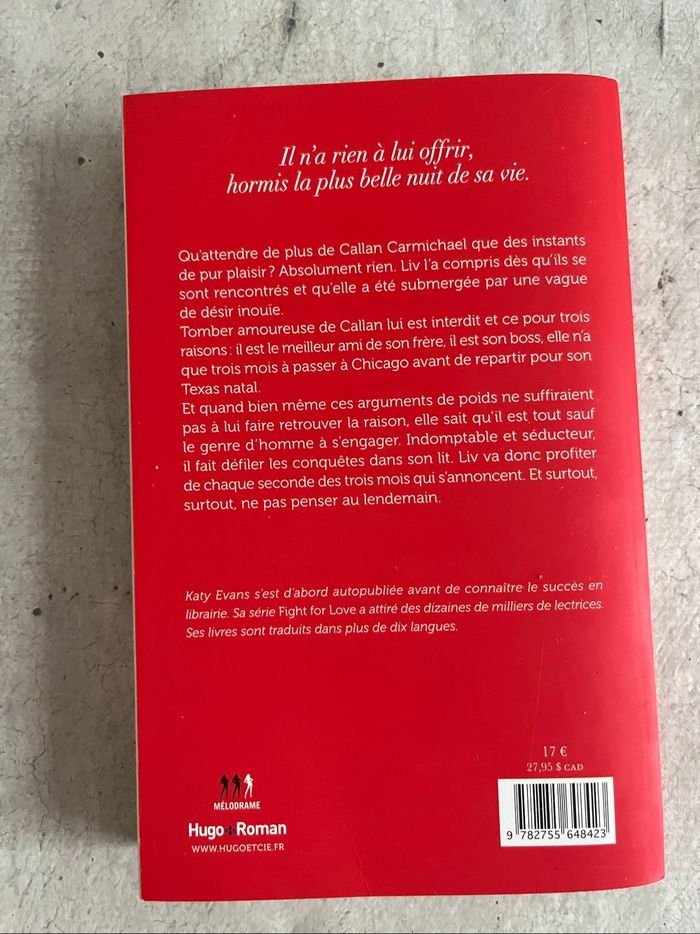 Il n'a rien à lui offrir,
hormis la plus belle nuit de sa vie.
Qu'attendre de plus de Callan Carmichael que des instants
de pur plaisir ? Absolument rien. Liv l'a compris dès qu'ils se
sont rencontrés et qu'elle a été submergée par une vague
de désir inouïe.
Tomber amoureuse de Callan lui est interdit et ce pour trois
raisons : il est le meilleur ami de son frère, il est son boss, elle n'a
que trois mois à passer à Chicago avant de repartir pour son
Texas natal.
Et quand bien même ces arguments de poids ne suffiraient
pas à lui faire retrouver la raison, elle sait qu'il est tout sauf
le genre d'homme à s'engager. Indomptable et séducteur,
il fait défiler les conquêtes dans son lit. Liv va donc profiter
de chaque seconde des trois mois qui s'annoncent. Et surtout,
surtout, ne pas penser au lendemain.
Katy Evans s'est d'abord autopubliée avant de connaître le succès en
librairie. Sa série Fight for Love a attiré des dizaines de milliers de lectrices.
Ses livres sont traduits dans plus de dix langues.
17 €
27,95 $ CAD
MÉLODRAME
Hugo Roman
WWW.HUGOETCIE.FR
9 782755 648423